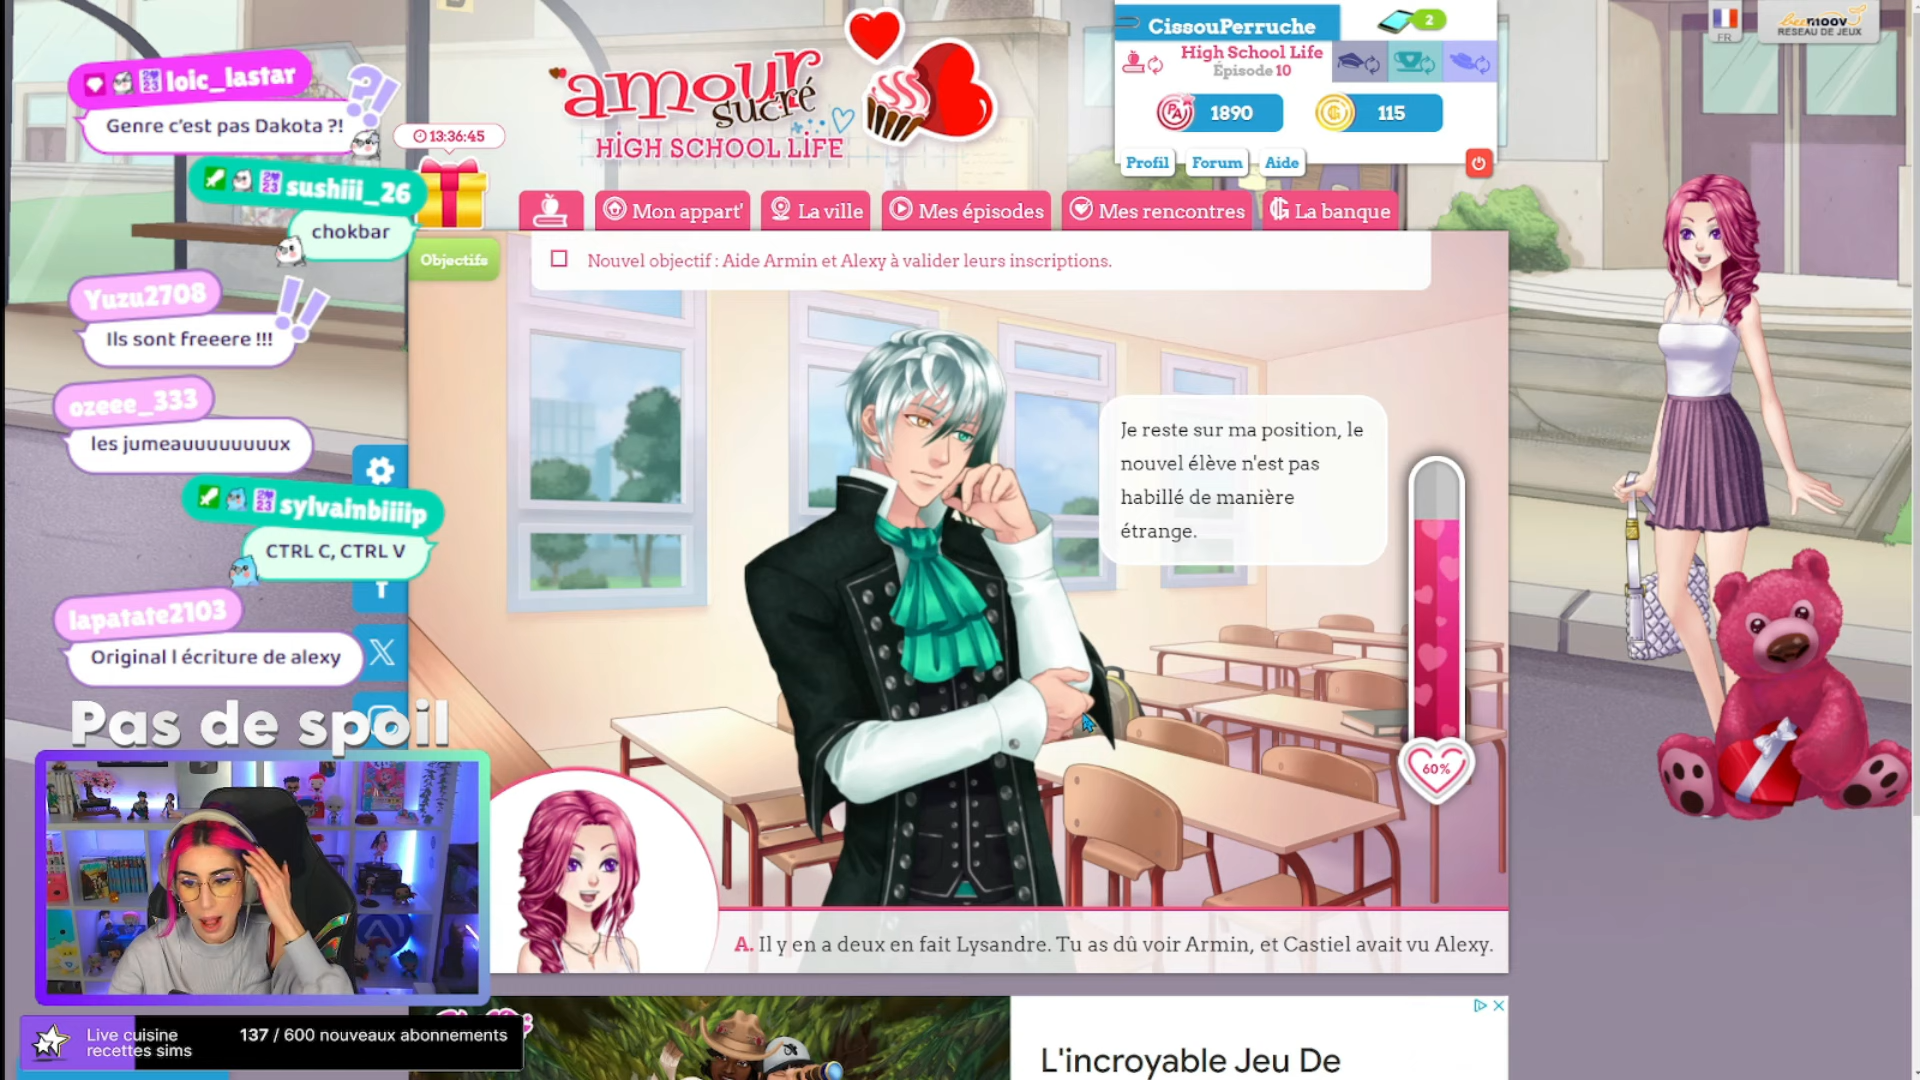 loic_lastar
Genre c'est pas Dakota ?!
?!
sushiii_26
chokbar
Yuzu2708
!!
Ils sont freeere !!!
ozeee_333
les jumeauuuuuuuux
sylvainbiiiip
CTRL C, CTRL V
lapatate2103
Original l écriture de alexy
Pas de spoil
Live cuisine
recettes sims
137 / 600 nouveaux abonnements
13:36:45
amour
sucré
HIGH SCHOOL LIFE
CissouPerruche
2
High School Life
Épisode 10
PA
1890
115
Profil
Forum
Aide
FR
beemoov
RÉSEAU DE JEUX
Mon appart'
La ville
Mes épisodes
Mes rencontres
La banque
Objectifs
Nouvel objectif : Aide Armin et Alexy à valider leurs inscriptions.
Je reste sur ma position, le
nouvel élève n'est pas
habillé de manière
étrange.
60%
A. Il y en a deux en fait Lysandre. Tu as dû voir Armin, et Castiel avait vu Alexy.
L'incroyable Jeu De